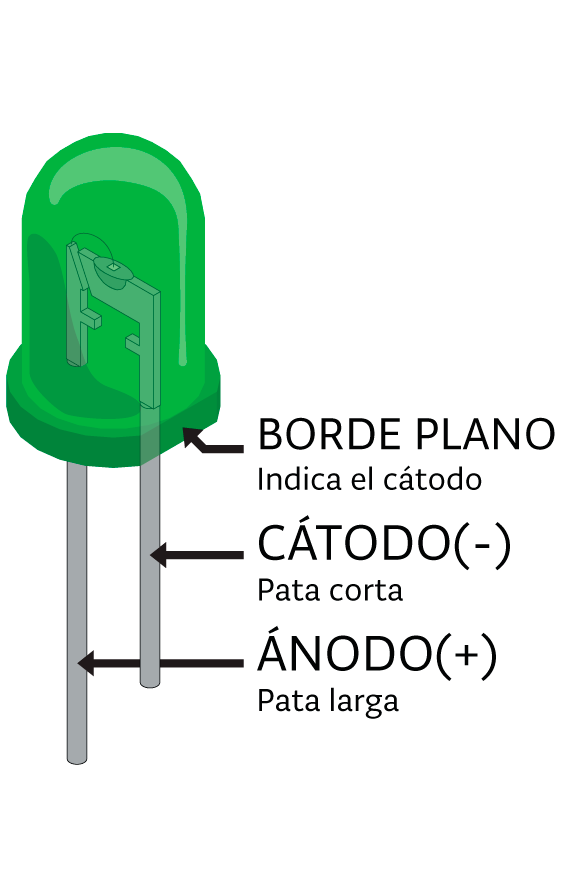 BORDE PLANO
Indica el cátodo
CÁTODO(-)
Pata corta
ÁNODO(+)
Pata larga